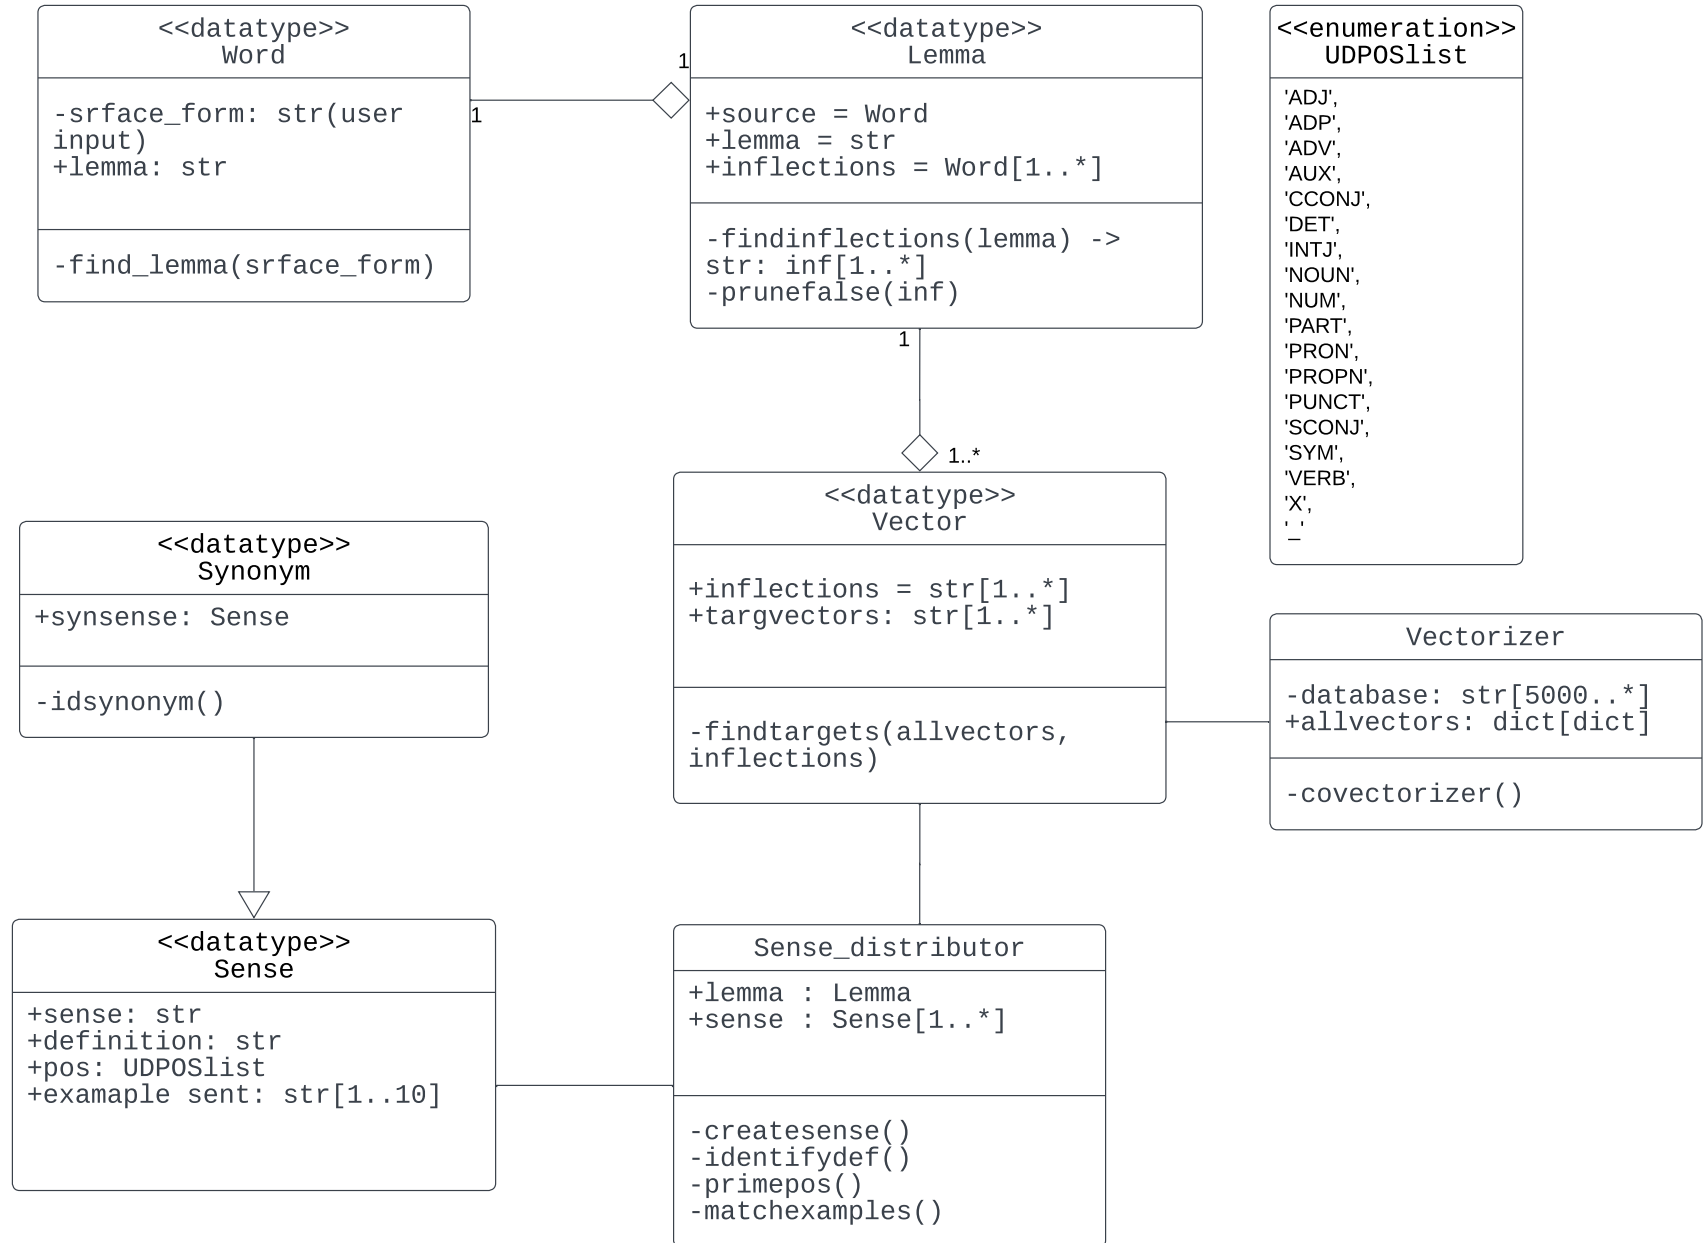 <<datatype>>
Word
-srface_form: str(user
input)
+lemma: str
-find_lemma(srface_form)
1
1
<<datatype>>
Lemma
+source = Word
+lemma = str
+inflections = Word[1..*]
-findinflections(lemma) ->
str: inf[1..*]
-prunefalse(inf)
1
1..*
<<enumeration>>
UDPOSlist
'ADJ',
'ADP',
'ADV',
'AUX',
'CCONJ',
'DET',
'INTJ',
'NOUN',
'NUM',
'PART',
'PRON',
'PROPN',
'PUNCT',
'SCONJ',
'SYM',
'VERB',
'X',
'_'
<<datatype>>
Vector
+inflections = str[1..*]
+targvectors: str[1..*]
-findtargets(allvectors,
inflections)
<<datatype>>
Synonym
+synsense: Sense
-idsynonym()
Vectorizer
-database: str[5000..*]
+allvectors: dict[dict]
-covectorizer()
<<datatype>>
Sense
+sense: str
+definition: str
+pos: UDPOSlist
+examaple sent: str[1..10]
Sense_distributor
+lemma : Lemma
+sense : Sense[1..*]
-createsense()
-identifydef()
-primepos()
-matchexamples()